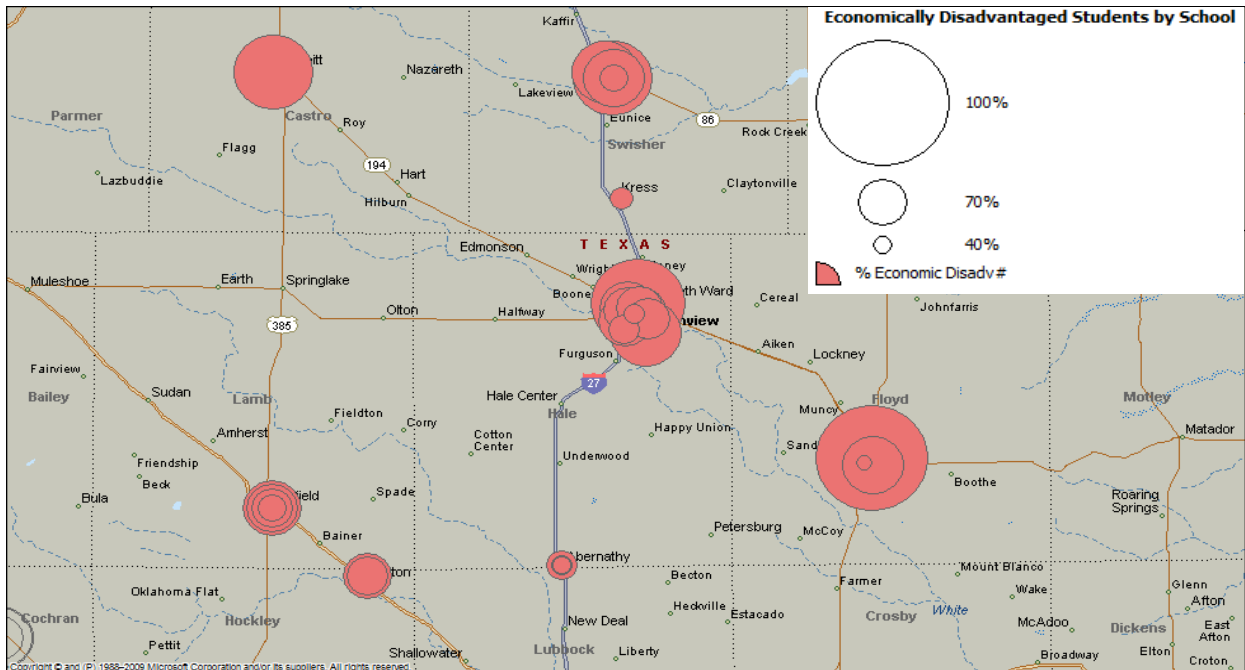 Economically Disadvantaged Students by School
100%
70%
40%
% Economic Disadv #
Kaffir
Nazareth
Lakeview
Parmer
Castro
Roy
Eunice
86
Rock Creek
Swisher
Flagg
194
Lazbuddie
Hart
Hilburn
Kress
Claytonville
TEXAS
Edmonson
Muleshoe
Earth
Springlake
Boone
Ward
Cereal
Johnfarris
385
Otton
Halfway
Aiken
Lockney
Furguson
27
Fairview
Bailey
Sudan
Lamb
Hale Center
Hale
Muncy
Floyd
Motley
Fieldton
Corry
Amherst
Cotton
Center
Happy Union
Matador
Friendship
Beck
Underwood
Boothe
Bula
Spade
Roaring
Springs
Bainer
Petersburg
McCoy
Abernathy
Mount Blanco
Oklahoma Flat
Becton
Farmer
Wake
Glenn
Afton
Cochran
Hockley
Heckville
Estacado
Crosby
White
McAdoo
Dickens
East
Afton
New Deal
Pettit
Shallowater
Lubbock
Liberty
Broadway
Elton
Croton
Copyright © and (P) 1988–2009 Microsoft Corporation and/or its suppliers. All rights reserved.